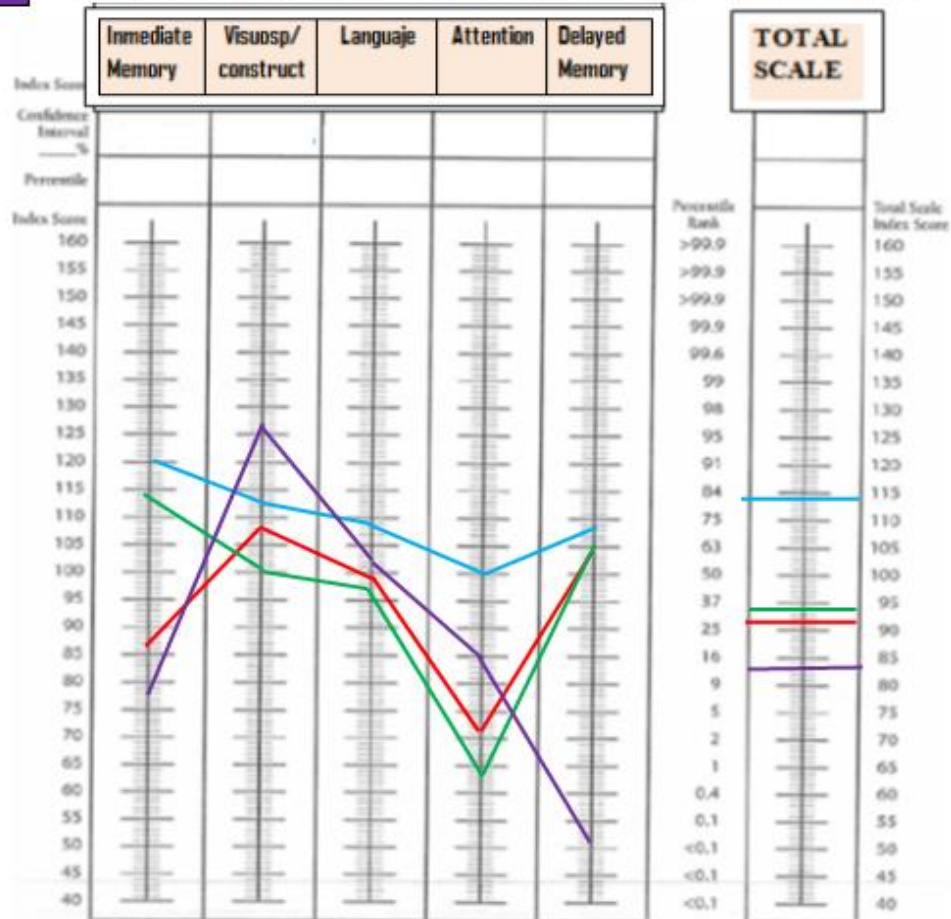 Inmediate Memory
Visuosp/ construct
Languaje
Attention
Delayed Memory
TOTAL SCALE
Index Score
Confidence Interval ____%
Percentile
Index Score
Percentile Rank
Total Scale Index Score
160 >99.9 160
155 >99.9 155
150 >99.9 150
145 99.9 145
140 99.6 140
135 99 135
130 98 130
125 95 125
120 91 120
115 84 115
110 75 110
105 63 105
100 50 100
95 37 95
90 25 90
85 16 85
80 9 80
75 5 75
70 2 70
65 1 65
60 0.4 60
55 0.1 55
50 <0.1 50
45 <0.1 45
40 <0.1 40